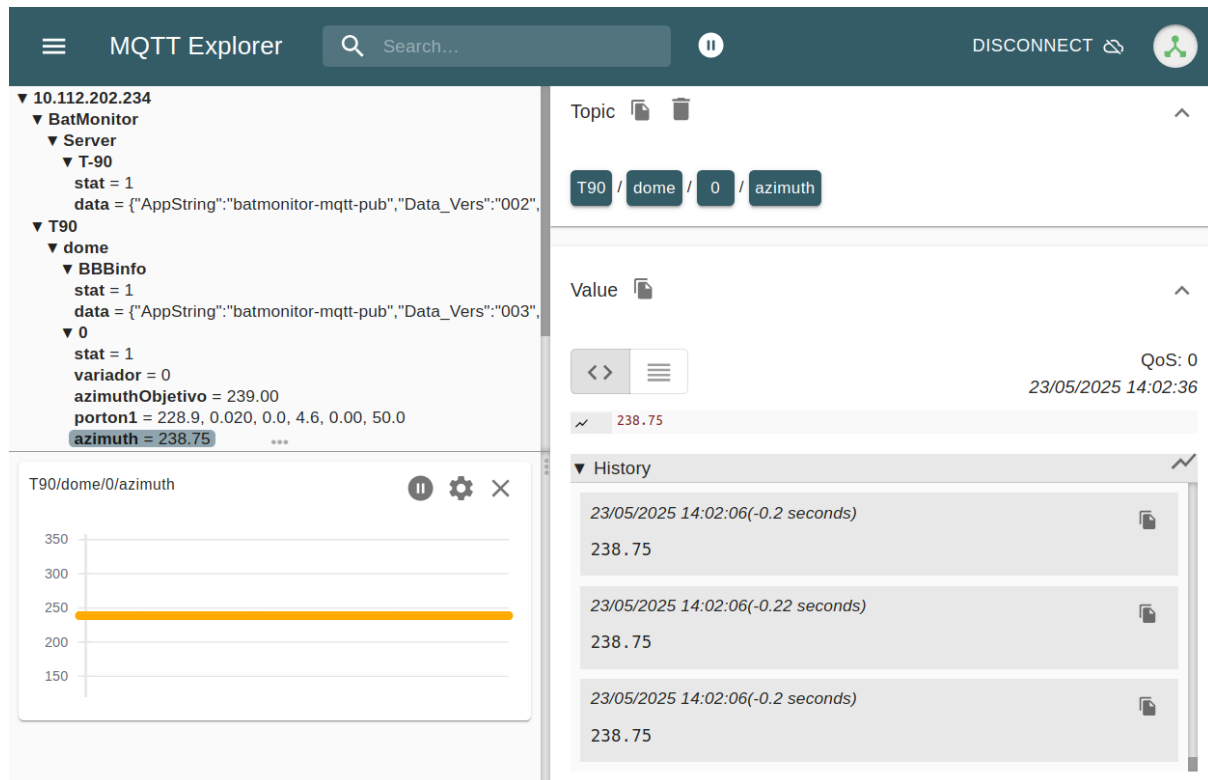 MQTT Explorer
Search...
DISCONNECT
▼ 10.112.202.234
▼ BatMonitor
▼ Server
▼ T-90
stat = 1
data = {"AppString":"batmonitor-mqtt-pub","Data_Vers":"002",
▼ T90
▼ dome
▼ BBBinfo
stat = 1
data = {"AppString":"batmonitor-mqtt-pub","Data_Vers":"003",
▼ 0
stat = 1
variador = 0
azimuthObjetivo = 239.00
porton1 = 228.9, 0.020, 0.0, 4.6, 0.00, 50.0
azimuth = 238.75
T90/dome/0/azimuth
350
300
250
200
150
Topic
T90 / dome / 0 / azimuth
Value
QoS: 0
23/05/2025 14:02:36
238.75
▼ History
23/05/2025 14:02:06(-0.2 seconds)
238.75
23/05/2025 14:02:06(-0.22 seconds)
238.75
23/05/2025 14:02:06(-0.2 seconds)
238.75